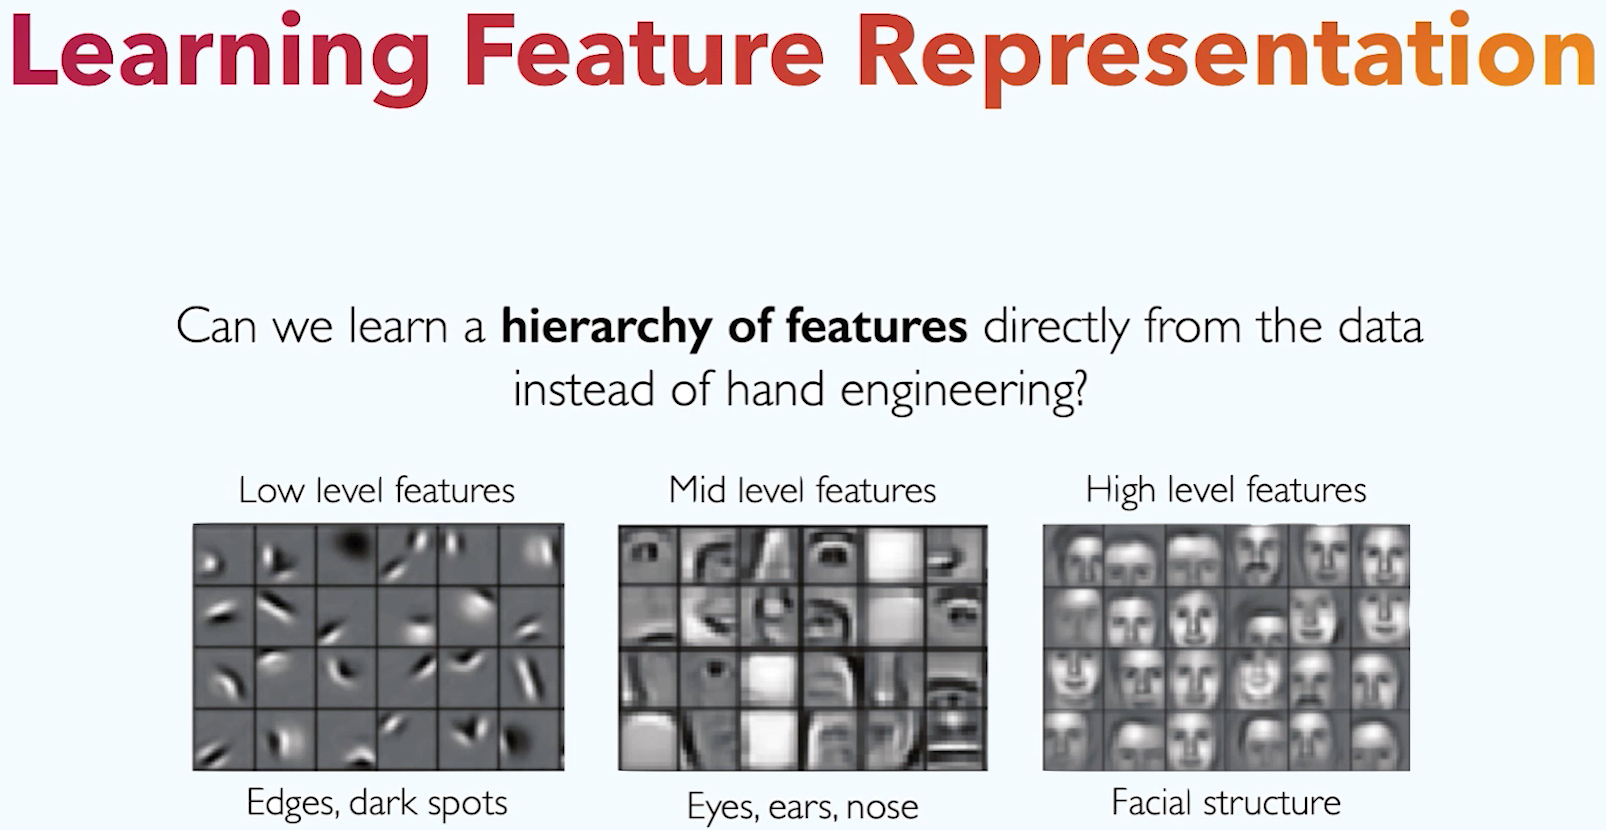 Learning Feature Representation
Can we learn a hierarchy of features directly from the data
instead of hand engineering?
Low level features
Mid level features
High level features
Edges, dark spots
Eyes, ears, nose
Facial structure